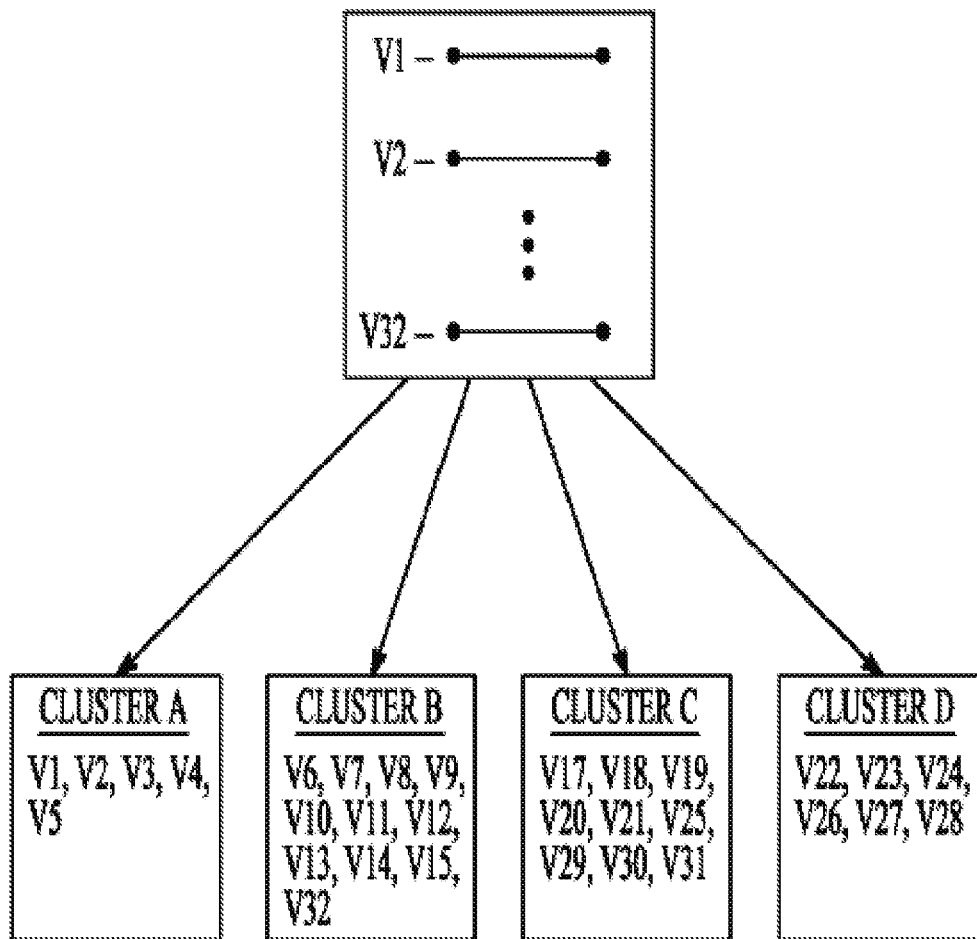 V1 –
V2 –
V32 –
CLUSTER A
V1, V2, V3, V4,
V5
CLUSTER B
V6, V7, V8, V9,
V10, V11, V12,
V13, V14, V15,
V32
CLUSTER C
V17, V18, V19,
V20, V21, V25,
V29, V30, V31
CLUSTER D
V22, V23, V24,
V26, V27, V28